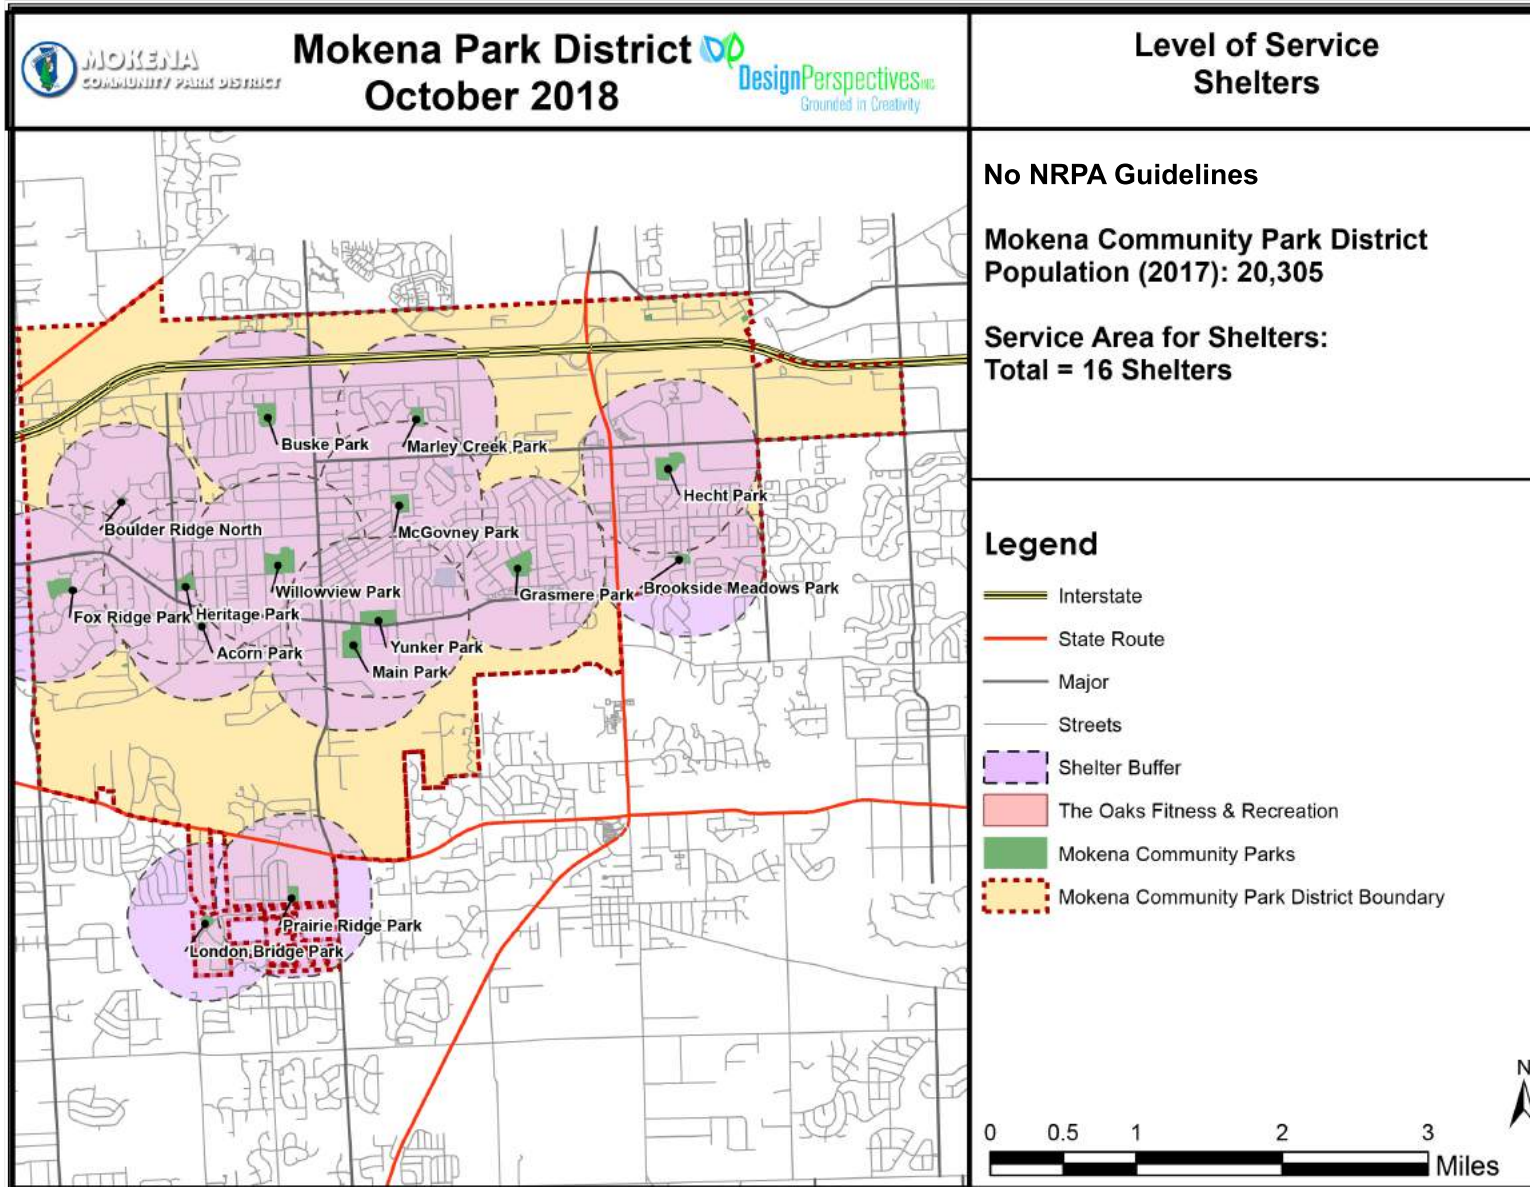 MOKENA
COMMUNITY PARK DISTRICT
Mokena Park District
October 2018
DesignPerspectives INC
Grounded in Creativity
Level of Service
Shelters
No NRPA Guidelines
Mokena Community Park District
Population (2017): 20,305
Service Area for Shelters:
Total = 16 Shelters
Buske Park
Marley Creek Park
Hecht Park
Boulder Ridge North
McGovney Park
Willowview Park
Grasmere Park
Brookside Meadows Park
Fox Ridge Park
Heritage Park
Acorn Park
Yunker Park
Main Park
Prairie Ridge Park
London Bridge Park
Legend
Interstate
State Route
Major
Streets
Shelter Buffer
The Oaks Fitness & Recreation
Mokena Community Parks
Mokena Community Park District Boundary
N
0 0.5 1 2 3
Miles